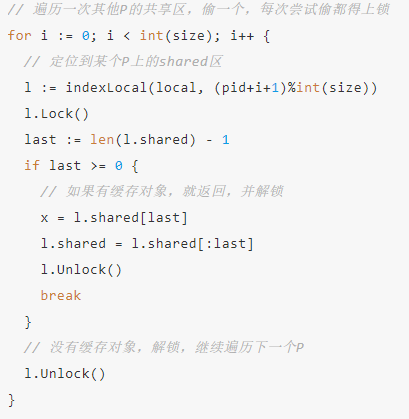 // 遍历一次其他P的共享区，偷一个，每次尝试偷都得上锁
for i := 0; i < int(size); i++ {
  // 定位到某个P上的shared区
  l := indexLocal(local, (pid+i+1)%int(size))
  l.Lock()
  last := len(l.shared) - 1
  if last >= 0 {
    // 如果有缓存对象，就返回，并解锁
    x = l.shared[last]
    l.shared = l.shared[:last]
    l.Unlock()
    break
  }
  // 没有缓存对象，解锁，继续遍历下一个P
  l.Unlock()
}